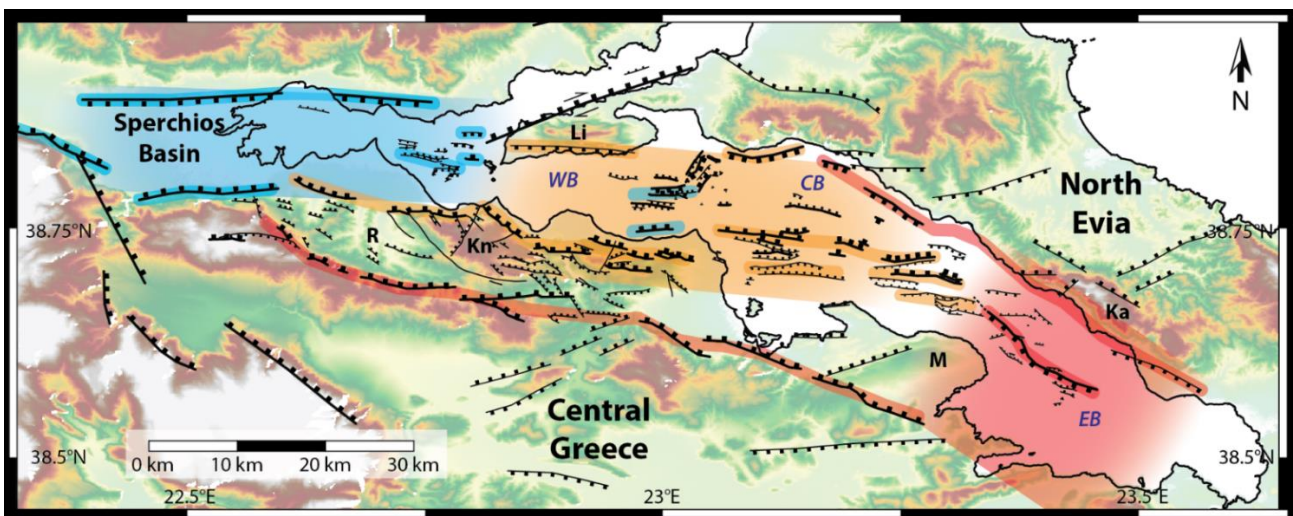 N
Sperchios
Basin
Li
WB
CB
North
Evia
38.75°N
R
Kn
38.75°N
Ka
M
Central
Greece
EB
0 km
10 km
20 km
30 km
38.5°N
38.5°N
22.5°E
23°E
23.5°E